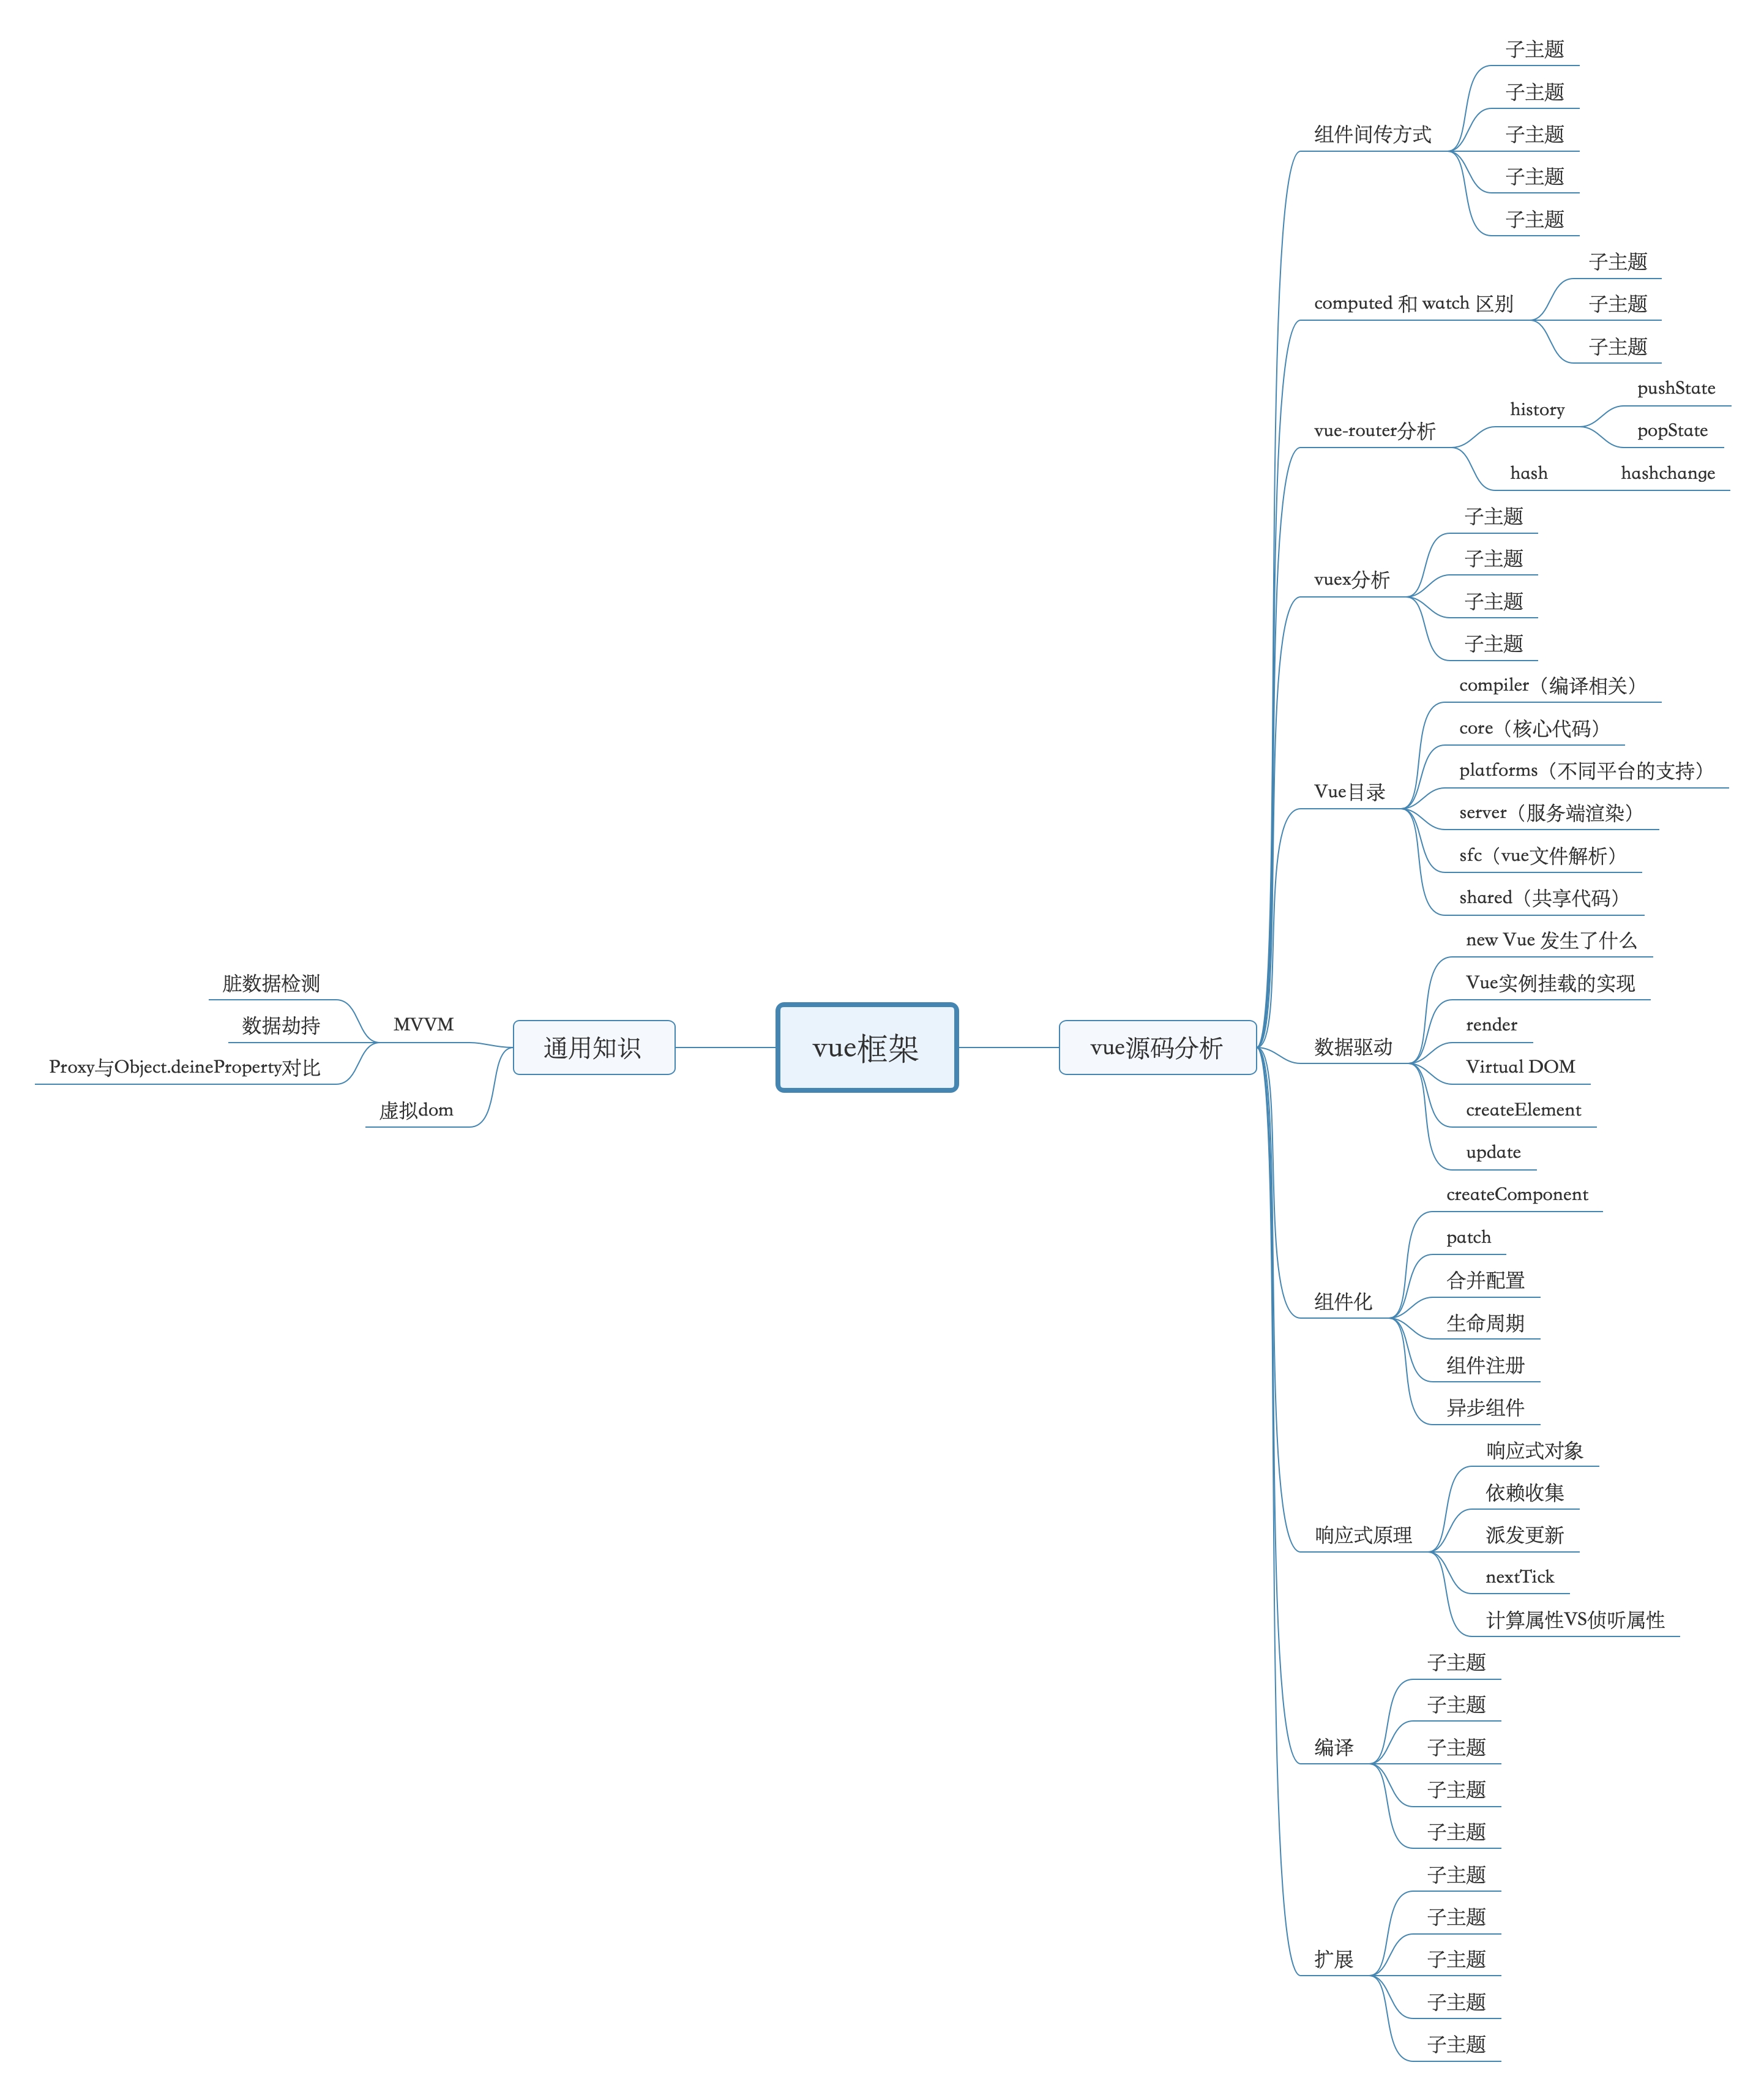 vue框架
通用知识
MVVM
脏数据检测
数据劫持
Proxy与Object.deineProperty对比
虚拟dom
vue源码分析
组件间传方式
子主题
子主题
子主题
子主题
子主题
computed 和 watch 区别
子主题
子主题
子主题
vue-router分析
history
pushState
popState
hash
hashchange
vuex分析
子主题
子主题
子主题
子主题
Vue目录
compiler（编译相关）
core（核心代码）
platforms（不同平台的支持）
server（服务端渲染）
sfc（vue文件解析）
shared（共享代码）
数据驱动
new Vue 发生了什么
Vue实例挂载的实现
render
Virtual DOM
createElement
update
组件化
createComponent
patch
合并配置
生命周期
组件注册
异步组件
响应式原理
响应式对象
依赖收集
派发更新
nextTick
计算属性VS侦听属性
编译
子主题
子主题
子主题
子主题
子主题
扩展
子主题
子主题
子主题
子主题
子主题